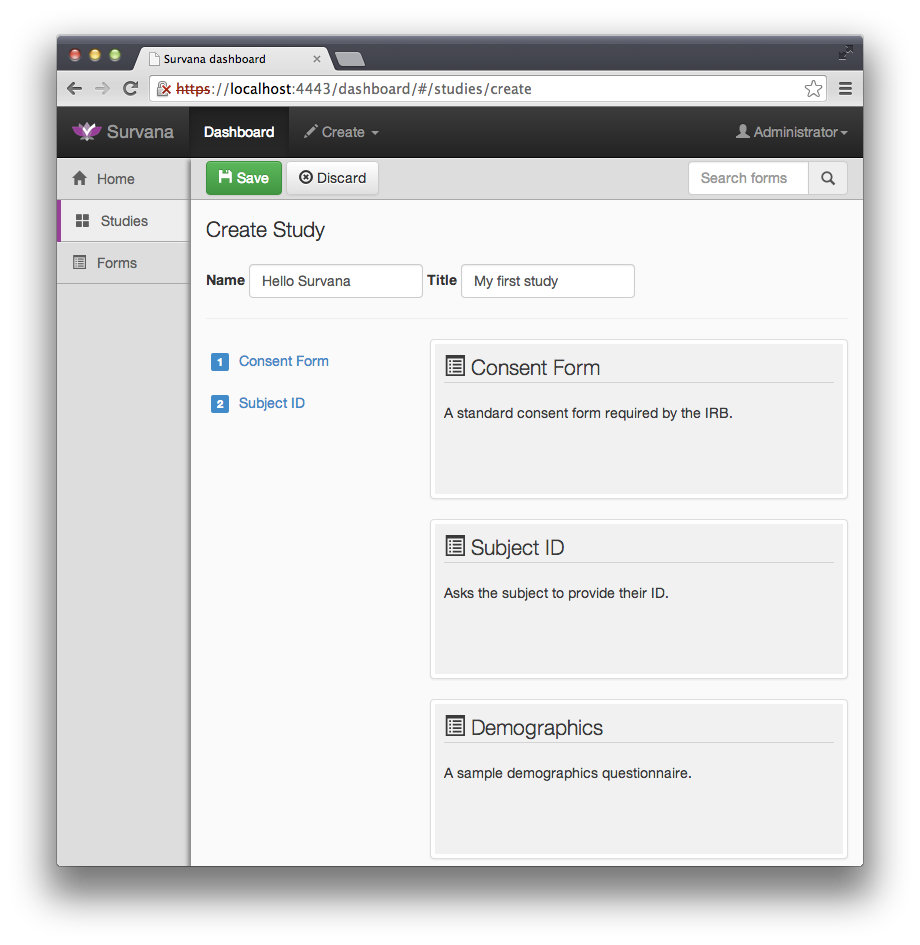 Survana dashboard
https://localhost:4443/dashboard/#/studies/create
Survana Dashboard Create Administrator
Home
Studies
Forms
Save Discard Search forms
Create Study
Name Hello Survana Title My first study
1 Consent Form
2 Subject ID
Consent Form
A standard consent form required by the IRB.
Subject ID
Asks the subject to provide their ID.
Demographics
A sample demographics questionnaire.